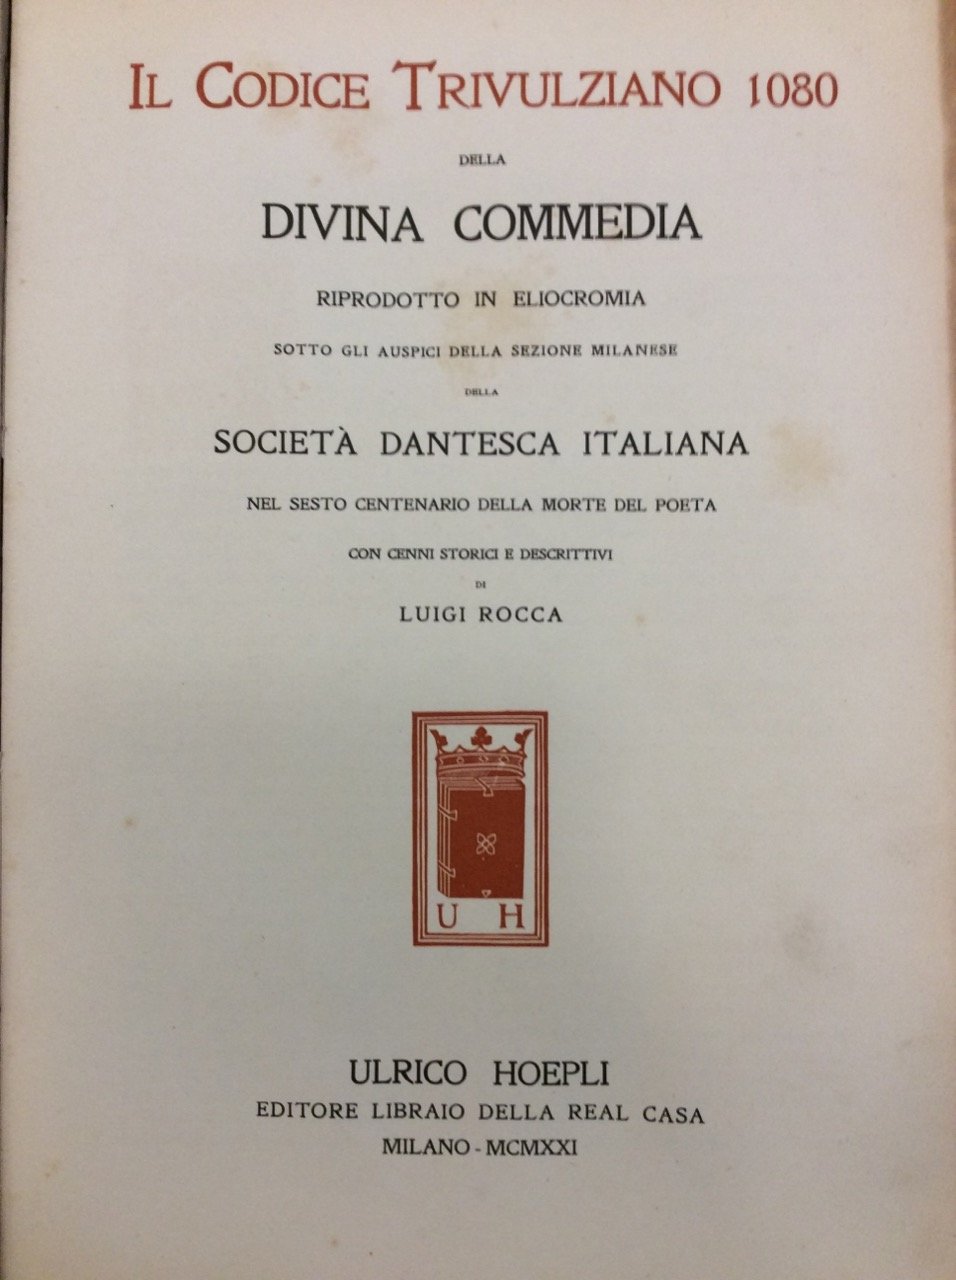 IL CODICE TRIVULZIANO 1080
DELLA
DIVINA COMMEDIA
RIPRODOTTO IN ELIOCROMIA
SOTTO GLI AUSPICI DELLA SEZIONE MILANESE
DELLA
SOCIETÀ DANTESCA ITALIANA
NEL SESTO CENTENARIO DELLA MORTE DEL POETA
CON CENNI STORICI E DESCRITTIVI
DI
LUIGI ROCCA
U H
ULRICO HOEPLI
EDITORE LIBRAIO DELLA REAL CASA
MILANO - MCMXXI